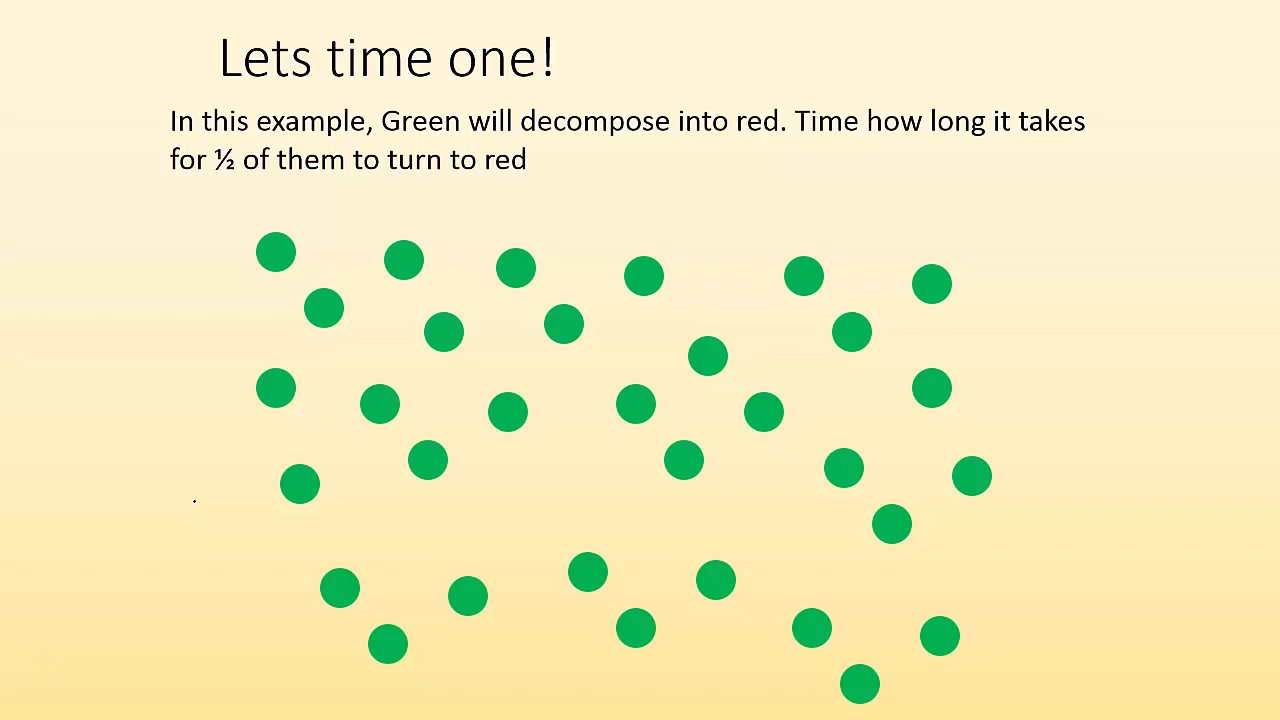 Lets time one!
In this example, Green will decompose into red. Time how long it takes
for ½ of them to turn to red